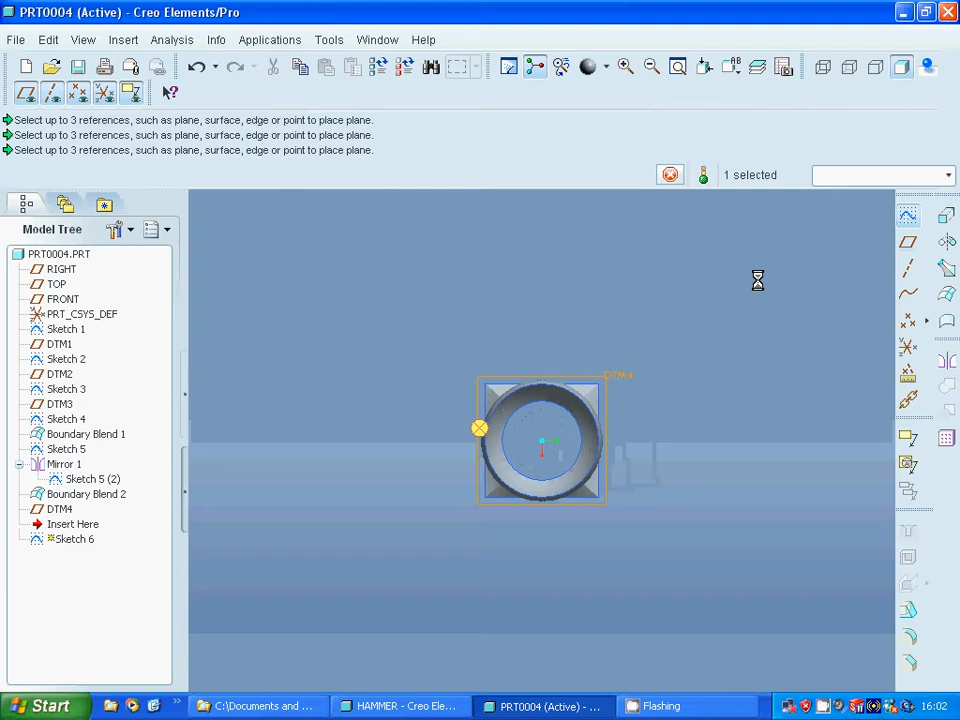 PRT0004 (Active) - Creo Elements/Pro
File Edit View Insert Analysis Info Applications Tools Window Help
Select up to 3 references, such as plane, surface, edge or point to place plane.
Select up to 3 references, such as plane, surface, edge or point to place plane.
Select up to 3 references, such as plane, surface, edge or point to place plane.
1 selected
Model Tree
PRT0004.PRT
RIGHT
TOP
FRONT
PRT_CSYS_DEF
Sketch 1
DTM1
Sketch 2
DTM2
Sketch 3
DTM3
Sketch 4
Boundary Blend 1
Sketch 5
Mirror 1
Sketch 5 (2)
Boundary Blend 2
DTM4
Insert Here
Sketch 6
DTM4
Start C:\Documents and ... HAMMER - Creo Ele... PRT0004 (Active) - ... Flashing 16:02